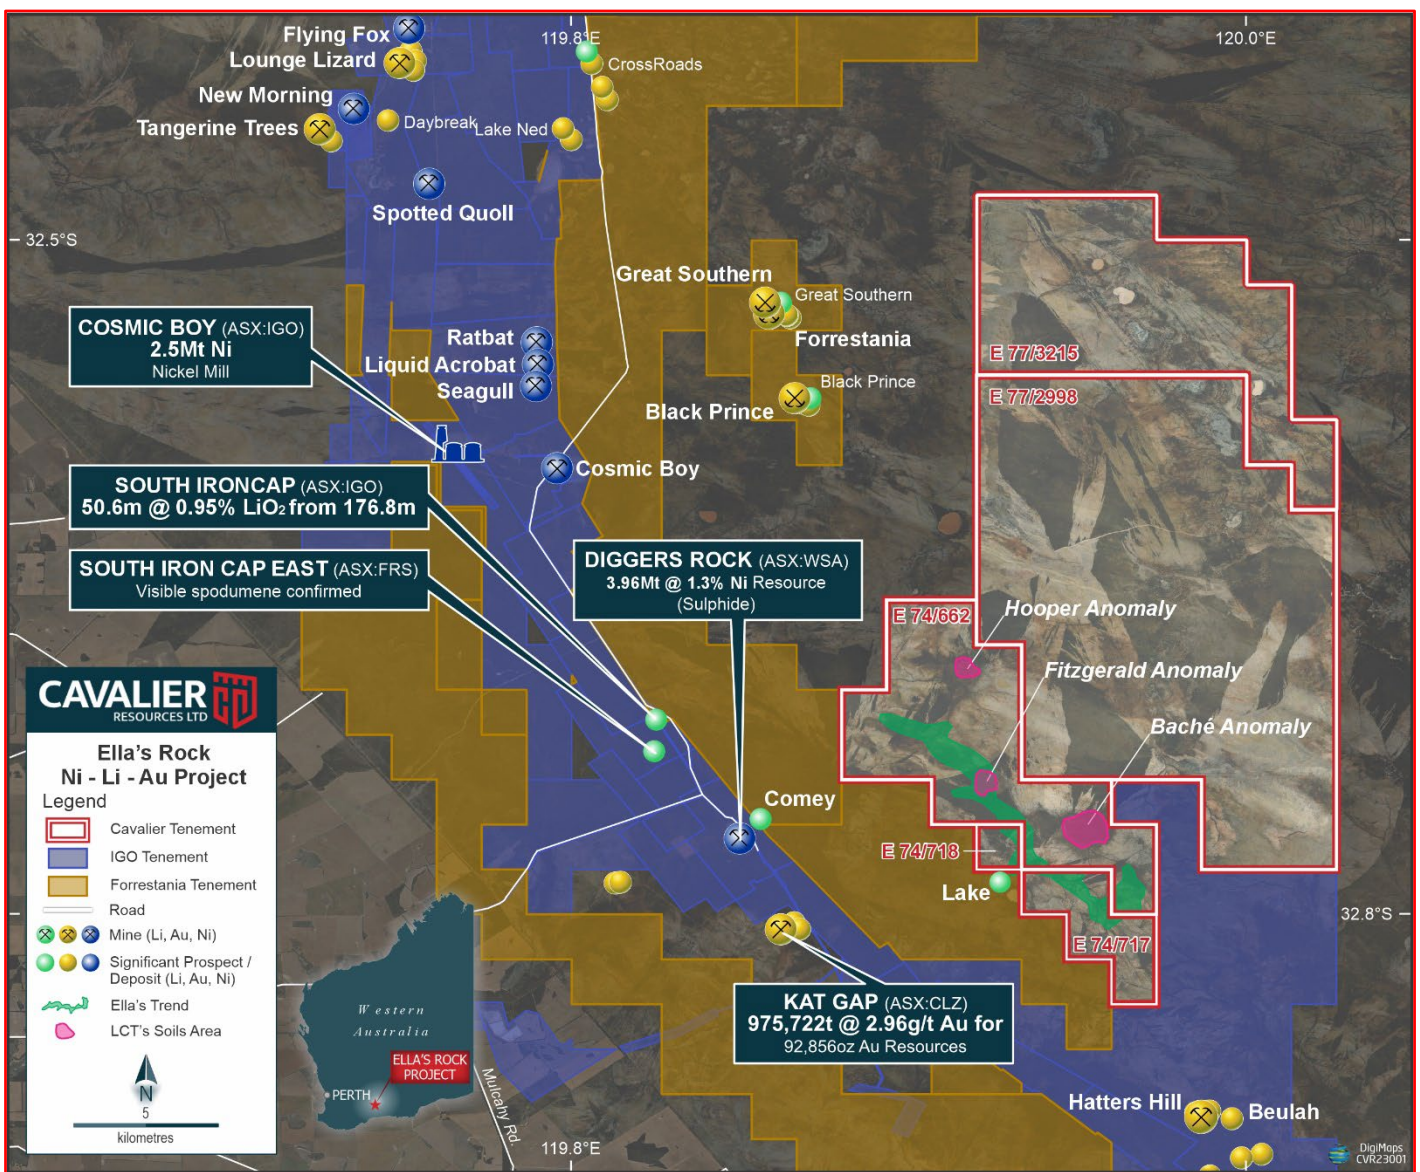 Flying Fox
119.8°E
120.0°E
Lounge Lizard
CrossRoads
New Morning
Tangerine Trees
Daybreak
Lake Ned
Spotted Quoll
32.5°S
Great Southern
Great Southern
Forrestania
COSMIC BOY (ASX:IGO)
2.5Mt Ni
Nickel Mill
Ratbat
Liquid Acrobat
Seagull
E 77/3215
E 77/2998
Black Prince
Black Prince
Cosmic Boy
SOUTH IRONCAP (ASX:IGO)
50.6m @ 0.95% LiO₂ from 176.8m
SOUTH IRON CAP EAST (ASX:FRS)
Visible spodumene confirmed
DIGGERS ROCK (ASX:WSA)
3.96Mt @ 1.3% Ni Resource
(Sulphide)
E 74/662
Hooper Anomaly
Fitzgerald Anomaly
Baché Anomaly
CAVALIER
RESOURCES LTD
Ella's Rock
Ni - Li - Au Project
Legend
Cavalier Tenement
IGO Tenement
Forrestania Tenement
Road
Mine (Li, Au, Ni)
Significant Prospect /
Deposit (Li, Au, Ni)
Ella's Trend
LCT's Soils Area
N
5
kilometres
Comey
E 74/718
Lake
32.8°S
E 74/717
KAT GAP (ASX:CLZ)
975,722t @ 2.96g/t Au for
92,856oz Au Resources
Western
Australia
ELLA'S ROCK
PROJECT
PERTH
Mulcahy Rd.
Hatters Hill
Beulah
119.8°E
DigiMaps
CVR23001